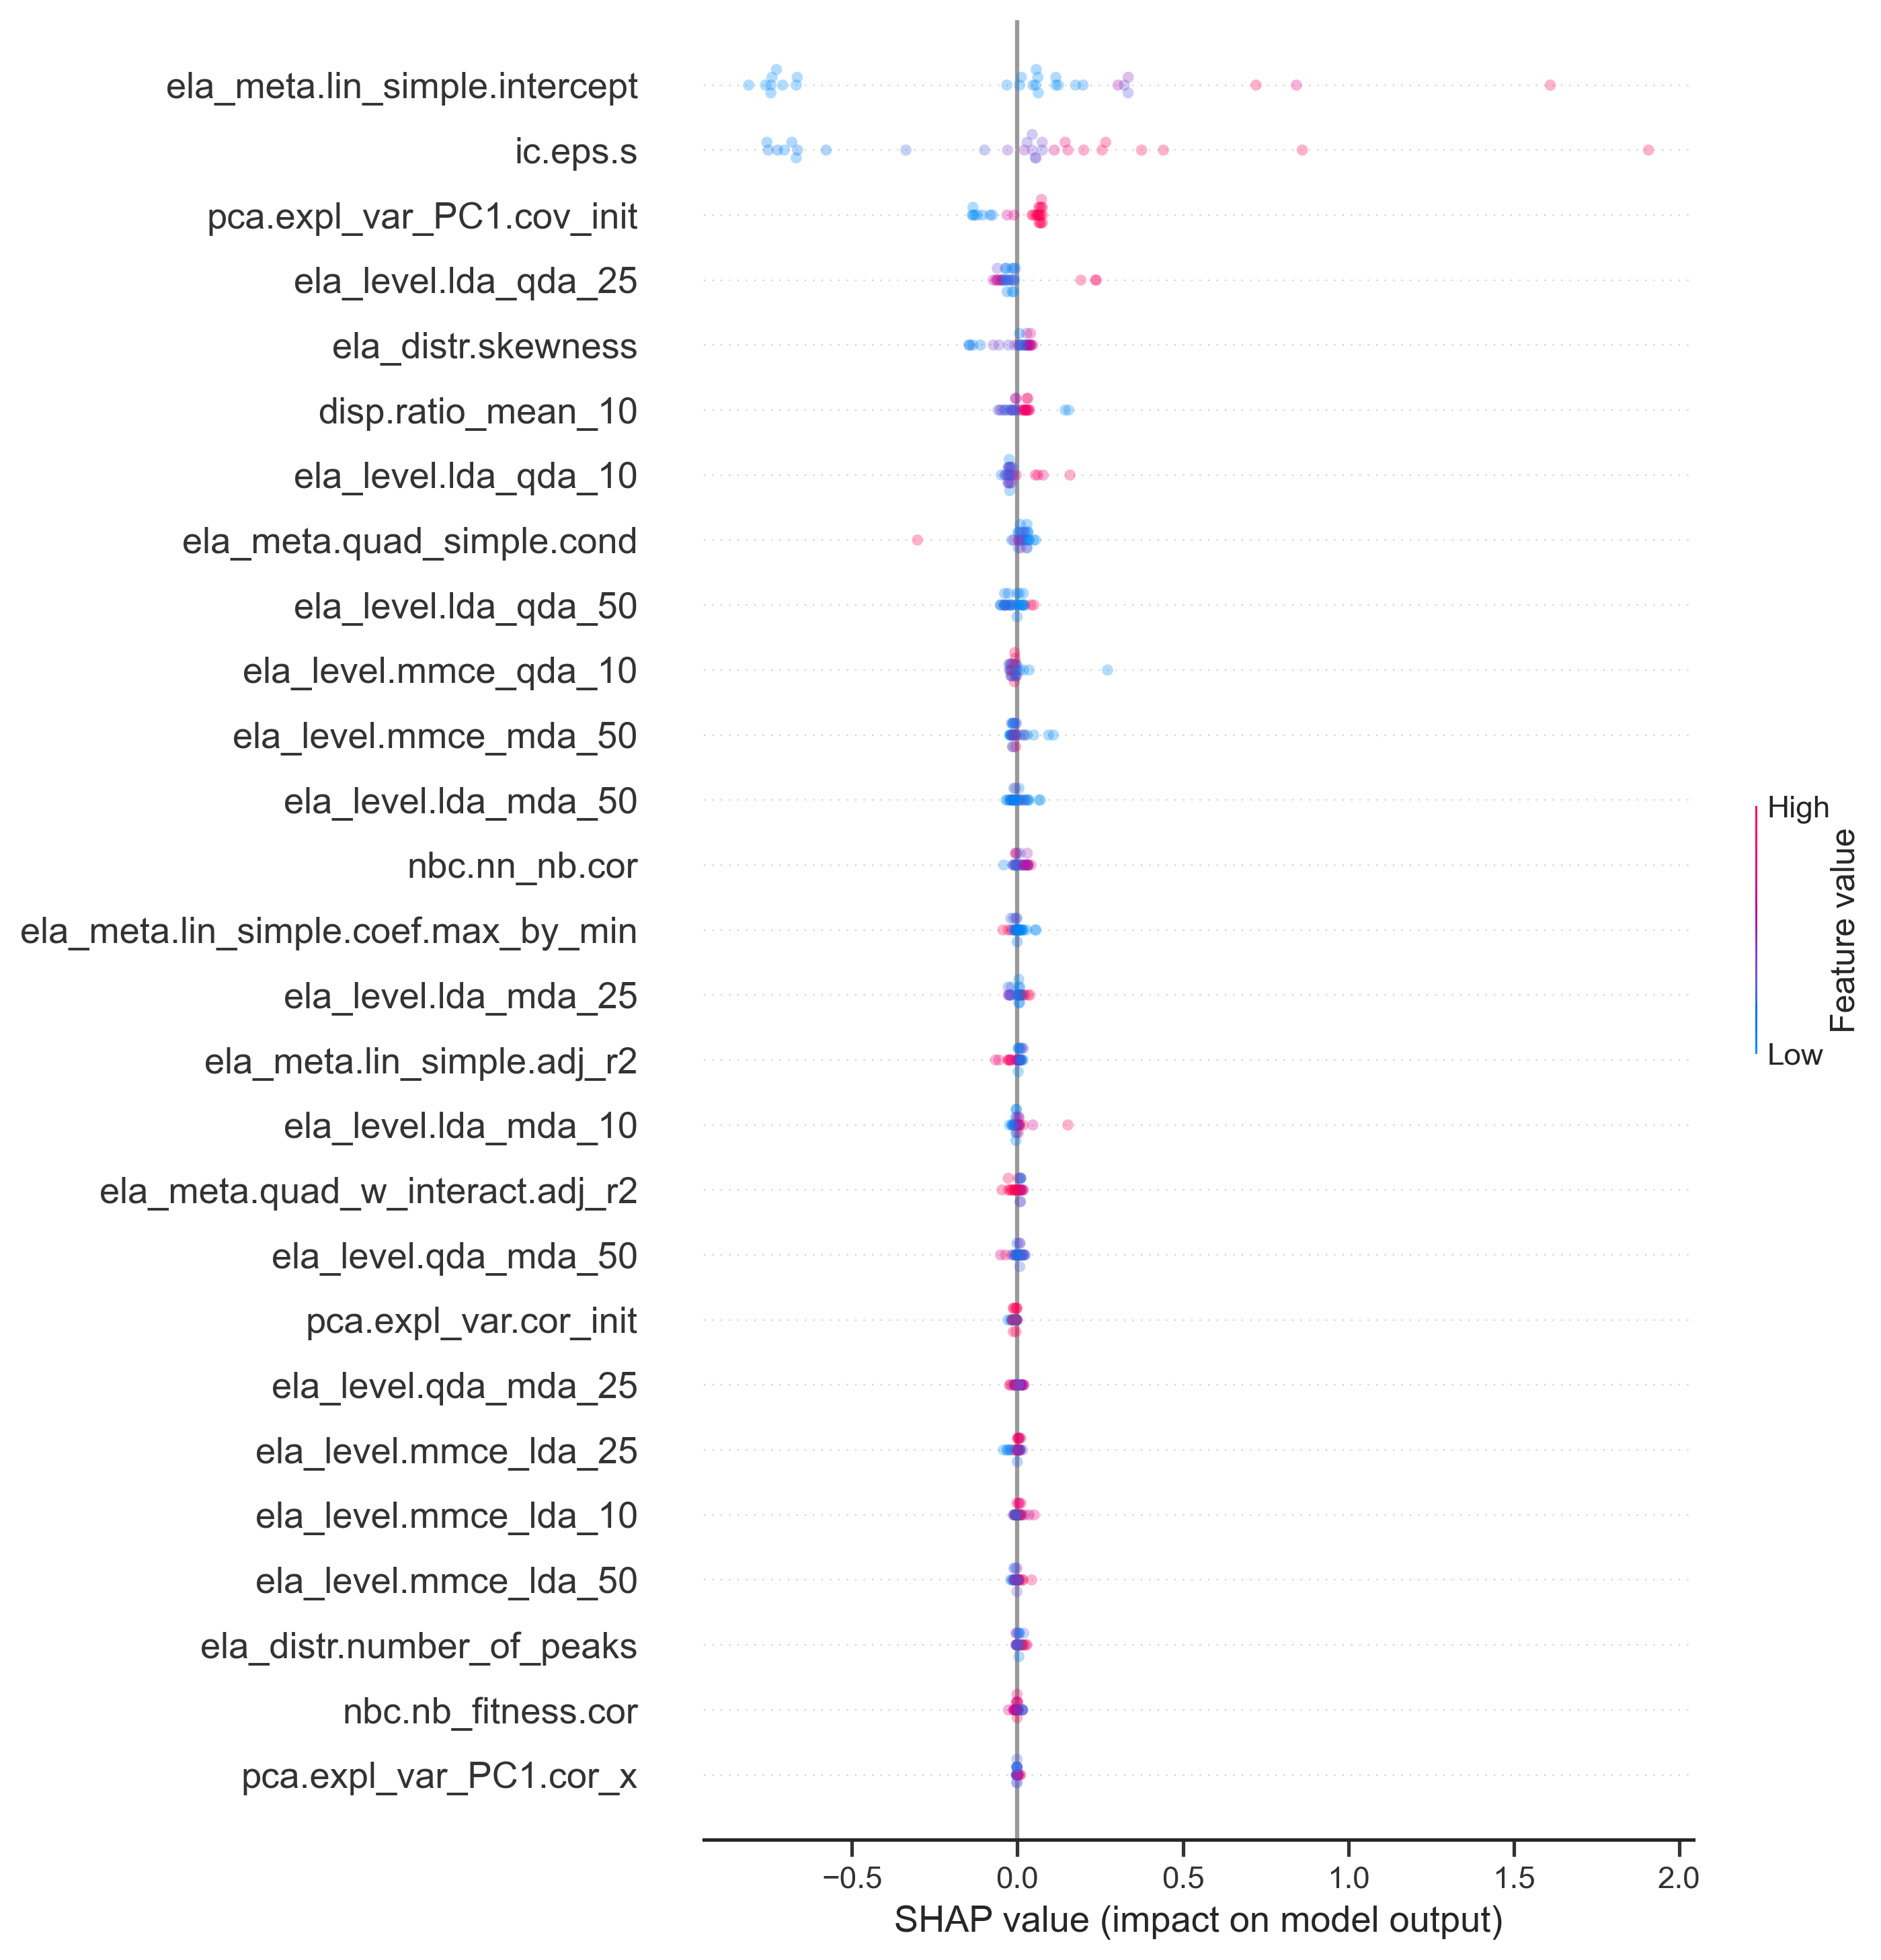 ela_meta.lin_simple.intercept
ic.eps.s
pca.expl_var_PC1.cov_init
ela_level.lda_qda_25
ela_distr.skewness
disp.ratio_mean_10
ela_level.lda_qda_10
ela_meta.quad_simple.cond
ela_level.lda_qda_50
ela_level.mmce_qda_10
ela_level.mmce_mda_50
ela_level.lda_mda_50
nbc.nn_nb.cor
ela_meta.lin_simple.coef.max_by_min
ela_level.lda_mda_25
ela_meta.lin_simple.adj_r2
ela_level.lda_mda_10
ela_meta.quad_w_interact.adj_r2
ela_level.qda_mda_50
pca.expl_var.cor_init
ela_level.qda_mda_25
ela_level.mmce_lda_25
ela_level.mmce_lda_10
ela_level.mmce_lda_50
ela_distr.number_of_peaks
nbc.nb_fitness.cor
pca.expl_var_PC1.cor_x
−0.5 0.0 0.5 1.0 1.5 2.0
SHAP value (impact on model output)
High
Feature value
Low